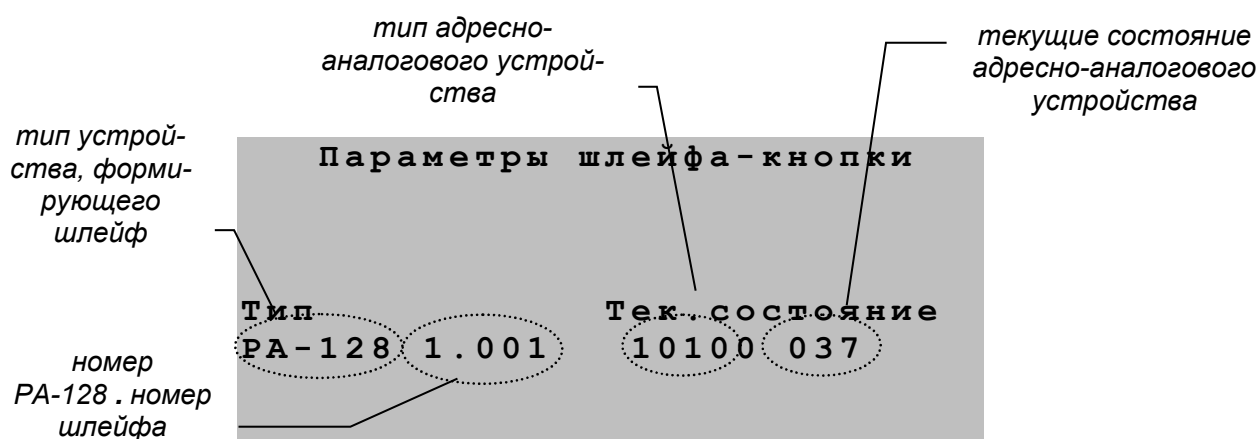 тип адресно-
аналогового устрой-
ства
текущие состояние
адресно-аналогового
устройства
тип устрой-
ства, форми-
рующего
шлейф
Параметры шлейфа-кнопки
Тип Тек.состояние
РА-128 1.001 10100 037
номер
РА-128 . номер
шлейфа